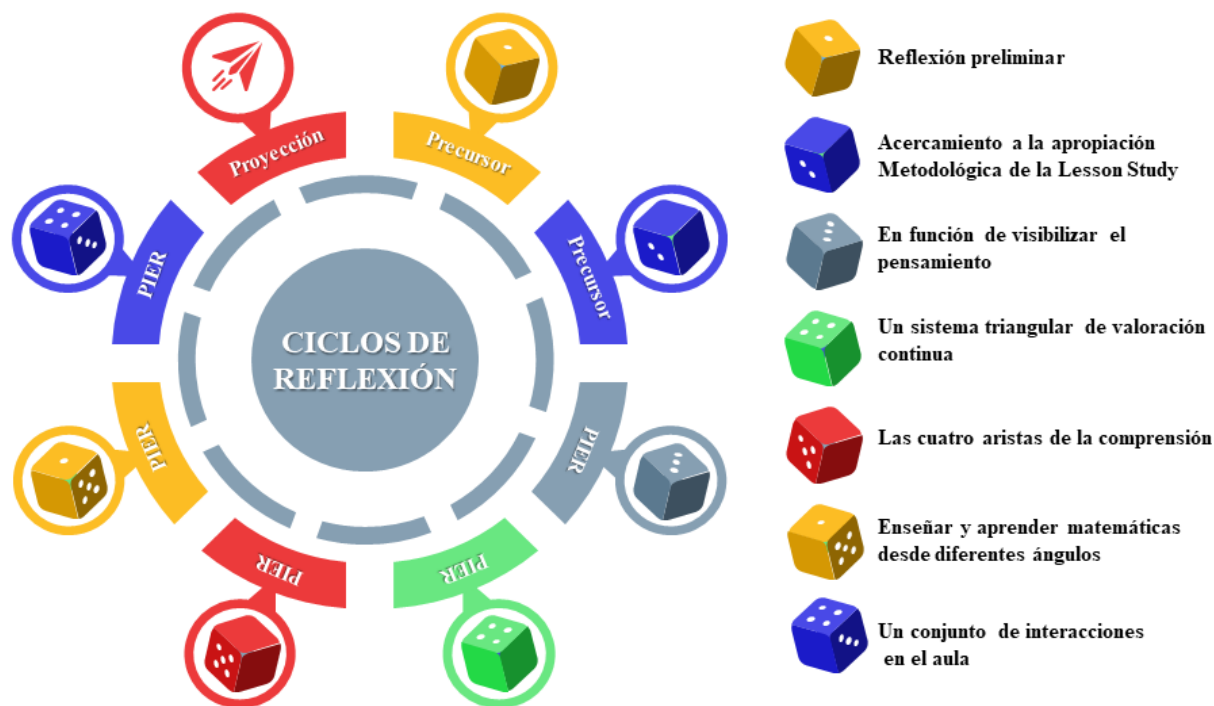 Proyección
Precursor
Precursor
PIER
PIER
PIER
PIER
PIER
CICLOS DE
REFLEXIÓN
Reflexión preliminar
Acercamiento a la apropiación
Metodológica de la Lesson Study
En función de visibilizar el
pensamiento
Un sistema triangular de valoración
continua
Las cuatro aristas de la comprensión
Enseñar y aprender matemáticas
desde diferentes ángulos
Un conjunto de interacciones
en el aula